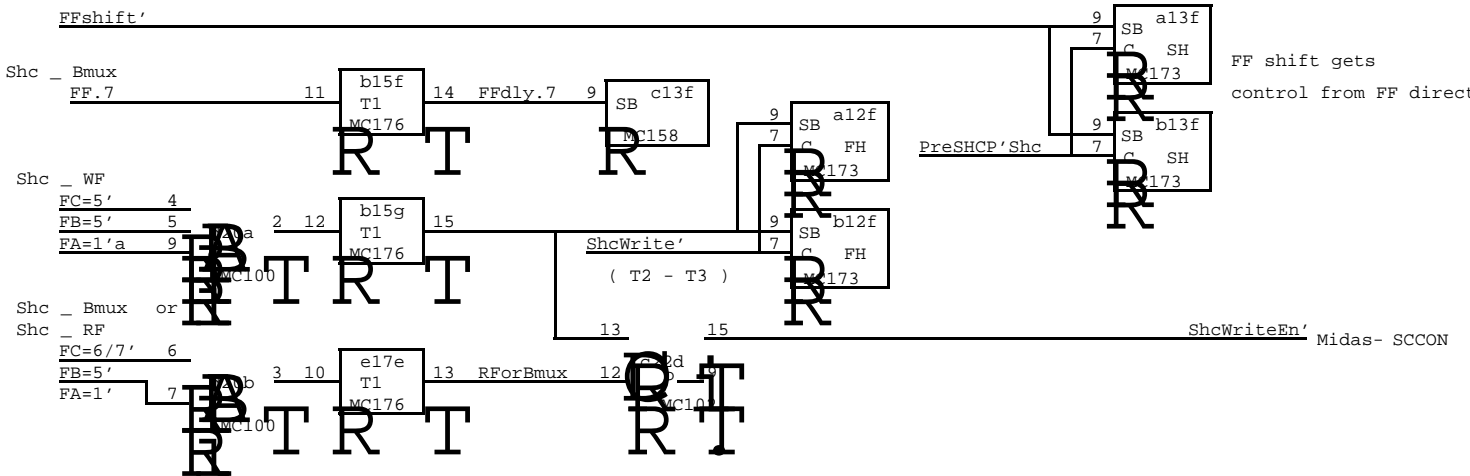 FFshift'
9 a13f
SB
7 C SH
MC173
FF shift gets
control from FF direct
Shc _ Bmux
FF.7 11 b15f 14 FFdly.7 9 c13f
T1 SB
MC176 MC158
R T R
9 a12f
SB
C FH
7 MC173
R
9 b13f
SB
PreSHCP'Shc 7 C SH
MC173
R
Shc _ WF
FC=5' 4
FB=5' 5 2 12 b15g 15
FA=1'a 9 T1
MC100 MC176
T R T
9 b12f
SB
ShcWrite' 7 C FH
( T2 - T3 ) MC173
R
Shc _ Bmux or
Shc _ RF
13 15 ShcWriteEn' Midas- SCCON
FC=6/7' 6
FB=5' 3 10 e17e 13 RForBmux 12 9
FA=1' 7 T1
MC100 MC176
T R T R T